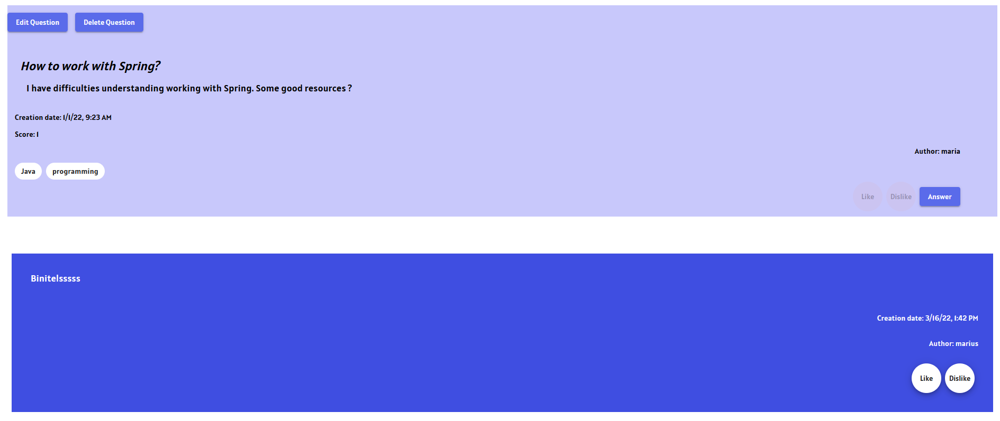 Edit Question Delete Question
How to work with Spring?
I have difficulties understanding working with Spring. Some good resources ?
Creation date: 1/1/22, 9:23 AM
Score: 1
Author: maria
Java programming
Like Dislike Answer
Binitelsssss
Creation date: 3/16/22, 1:42 PM
Author: marius
Like Dislike